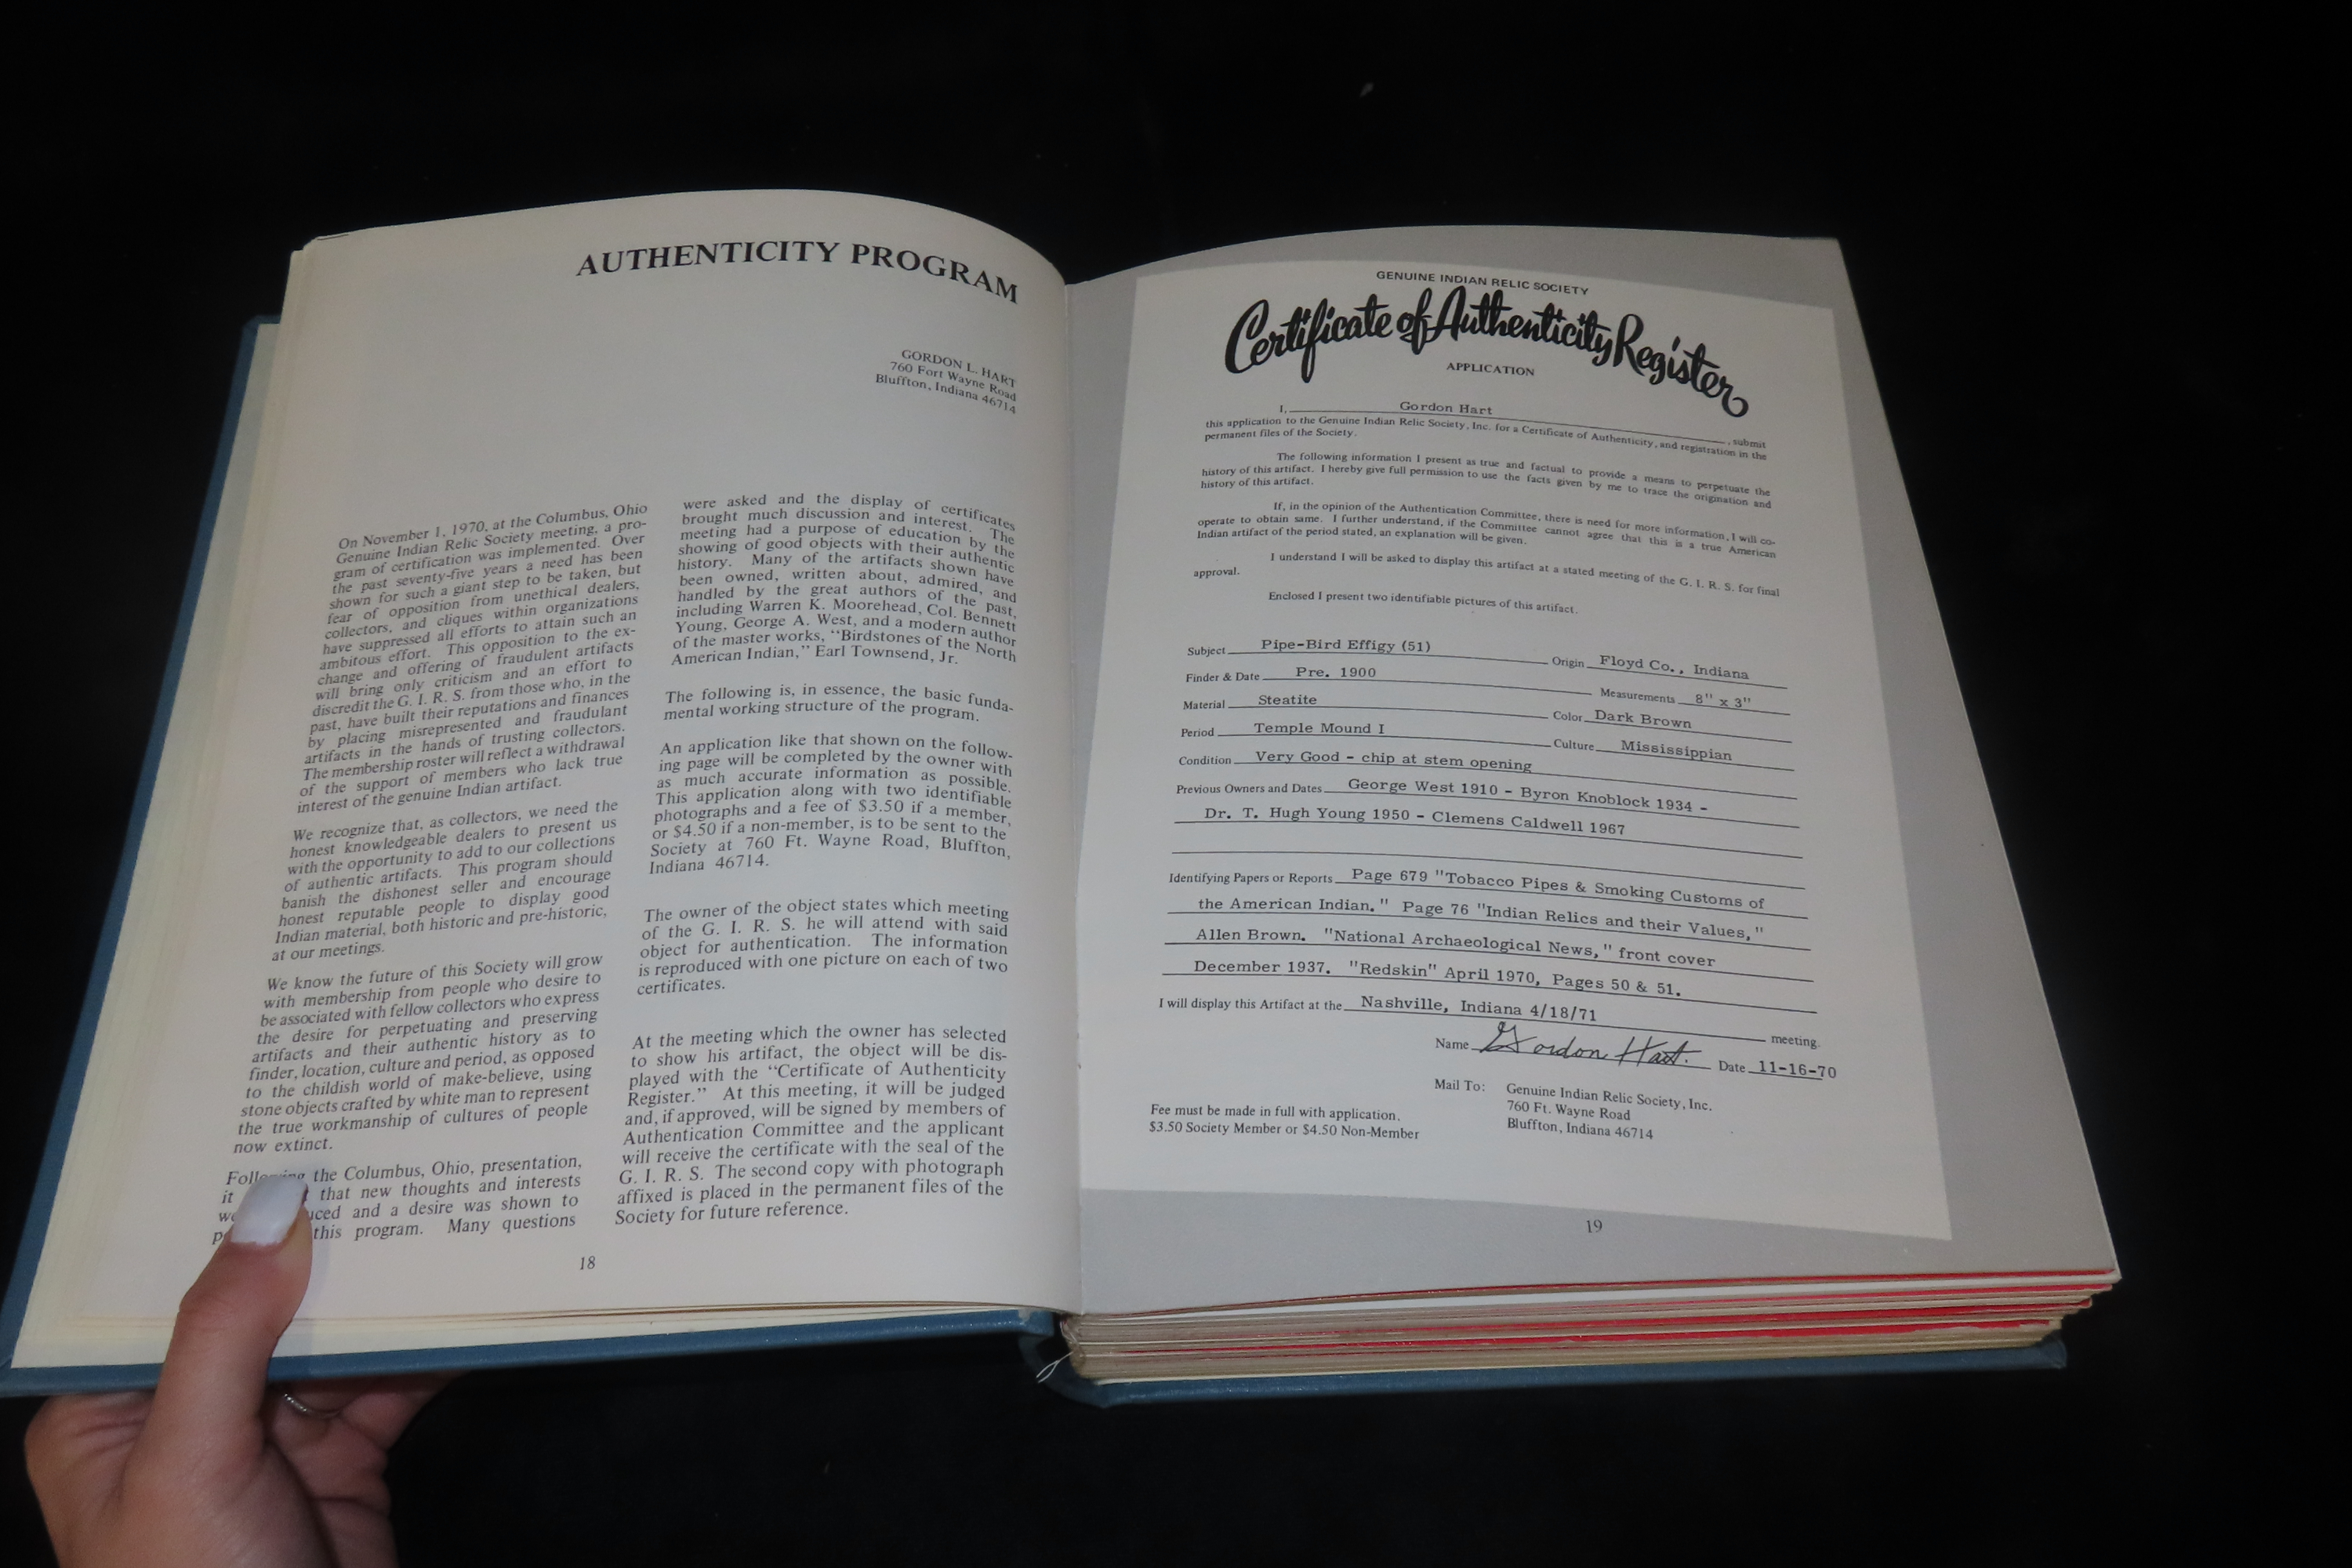 AUTHENTICITY PROGRAM
GORDON L. HART
760 Fort Wayne Road
Bluffton, Indiana 46714
On November 1, 1970, at the Columbus, Ohio
Genuine Indian Relic Society meeting, a pro-
gram of certification was implemented. Over
the past seventy-five years a need has been
shown for such a giant step to be taken, but
fear of opposition from unethical dealers,
collectors, and cliques within organizations
have suppressed all efforts to attain such an
ambitous effort. This opposition to the ex-
change and offering of fraudulent artifacts
will bring only criticism and an effort to
discredit the G. I. R. S. from those who, in the
past, have built their reputations and finances
by placing misrepresented and fraudulant
artifacts in the hands of trusting collectors.
The membership roster will reflect a withdrawal
of the support of members who lack true
interest of the genuine Indian artifact.
We recognize that, as collectors, we need the
honest knowledgeable dealers to present us
with the opportunity to add to our collections
of authentic artifacts. This program should
banish the dishonest seller and encourage
honest reputable people to display good
Indian material, both historic and pre-historic,
at our meetings.
We know the future of this Society will grow
with membership from people who desire to
be associated with fellow collectors who express
the desire for perpetuating and preserving
artifacts and their authentic history as to
finder, location, culture and period, as opposed
to the childish world of make-believe, using
stone objects crafted by white man to represent
the true workmanship of cultures of people
now extinct.
Following the Columbus, Ohio, presentation,
it that new thoughts and interests
and a desire was shown to
this program. Many questions
were asked and the display of certificates
brought much discussion and interest. The
meeting had a purpose of education by the
showing of good objects with their authentic
history. Many of the artifacts shown have
been owned, written about, admired, and
handled by the great authors of the past,
including Warren K. Moorehead, Col. Bennett
Young, George A. West, and a modern author
of the master works, "Birdstones of the North
American Indian," Earl Townsend, Jr.
The following is, in essence, the basic funda-
mental working structure of the program.
An application like that shown on the follow-
ing page will be completed by the owner with
as much accurate information as possible.
This application along with two identifiable
photographs and a fee of $3.50 if a member,
or $4.50 if a non-member, is to be sent to the
Society at 760 Ft. Wayne Road, Bluffton,
Indiana 46714.
The owner of the object states which meeting
of the G. I. R. S. he will attend with said
object for authentication. The information
is reproduced with one picture on each of two
certificates.
At the meeting which the owner has selected
to show his artifact, the object will be dis-
played with the "Certificate of Authenticity
Register." At this meeting, it will be judged
and, if approved, will be signed by members of
Authentication Committee and the applicant
will receive the certificate with the seal of the
G. I. R. S. The second copy with photograph
affixed is placed in the permanent files of the
Society for future reference.
18
GENUINE INDIAN RELIC SOCIETY
Certificate of Authenticity Register
APPLICATION
I, Gordon Hart, submit
this application to the Genuine Indian Relic Society, Inc. for a Certificate of Authenticity, and registration in the
permanent files of the Society.
The following information I present as true and factual to provide a means to perpetuate the
history of this artifact. I hereby give full permission to use the facts given by me to trace the origination and
history of this artifact.
If, in the opinion of the Authentication Committee, there is need for more information, I will co-
operate to obtain same. I further understand, if the Committee cannot agree that this is a true American
Indian artifact of the period stated, an explanation will be given.
I understand I will be asked to display this artifact at a stated meeting of the G. I. R. S. for final
approval.
Enclosed I present two identifiable pictures of this artifact.
Subject Pipe-Bird Effigy (51) Origin Floyd Co., Indiana
Finder & Date Pre. 1900 Measurements 8" x 3"
Material Steatite Color Dark Brown
Period Temple Mound I Culture Mississippian
Condition Very Good - chip at stem opening
Previous Owners and Dates George West 1910 - Byron Knoblock 1934 -
Dr. T. Hugh Young 1950 - Clemens Caldwell 1967
Identifying Papers or Reports Page 679 "Tobacco Pipes & Smoking Customs of
the American Indian." Page 76 "Indian Relics and their Values,"
Allen Brown. "National Archaeological News," front cover
December 1937. "Redskin" April 1970, Pages 50 & 51.
I will display this Artifact at the Nashville, Indiana 4/18/71 meeting.
Name Gordon Hart. Date 11-16-70
Mail To: Genuine Indian Relic Society, Inc.
760 Ft. Wayne Road
Bluffton, Indiana 46714
Fee must be made in full with application.
$3.50 Society Member or $4.50 Non-Member
19